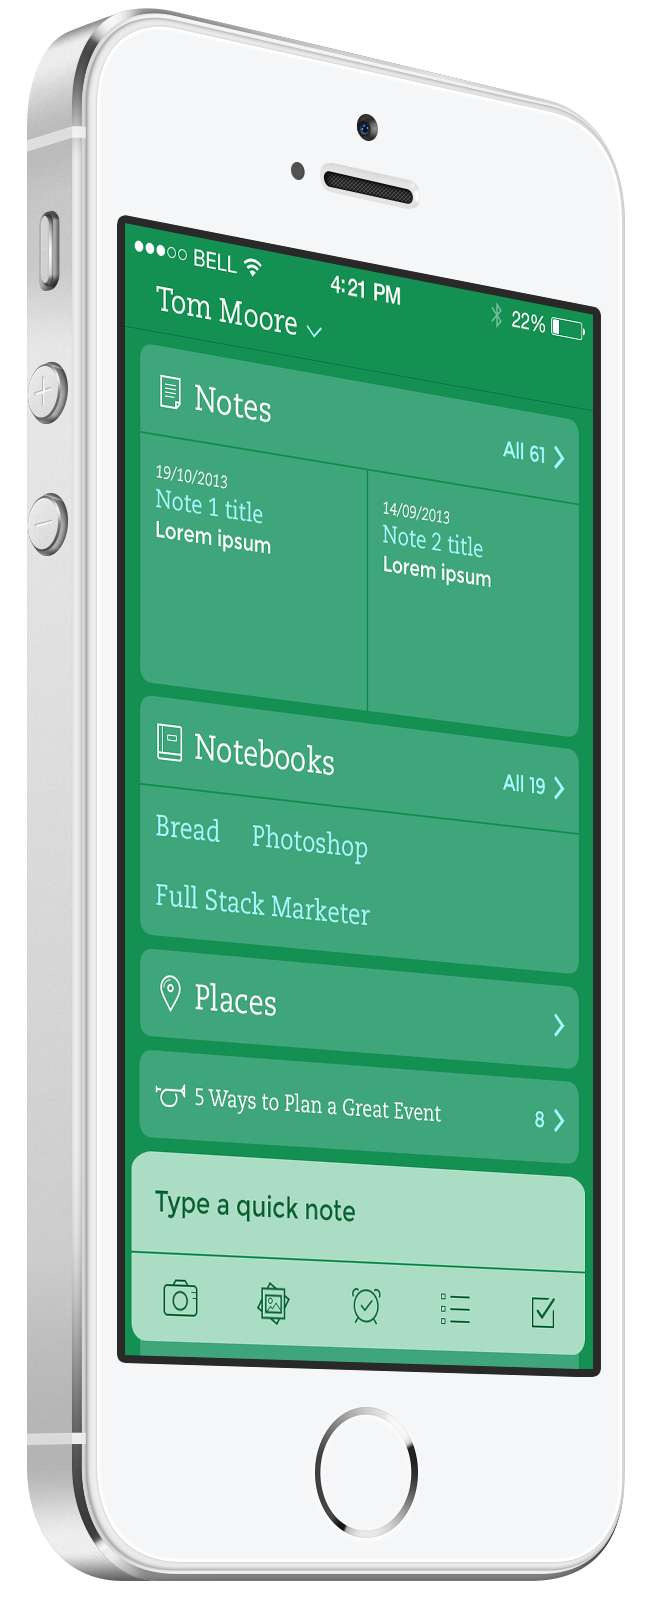 BELL 4:21 PM 22%
Tom Moore
Notes All 61
19/10/2013
Note 1 title
Lorem ipsum
14/09/2013
Note 2 title
Lorem ipsum
Notebooks All 19
Bread Photoshop
Full Stack Marketer
Places
5 Ways to Plan a Great Event 8
Type a quick note